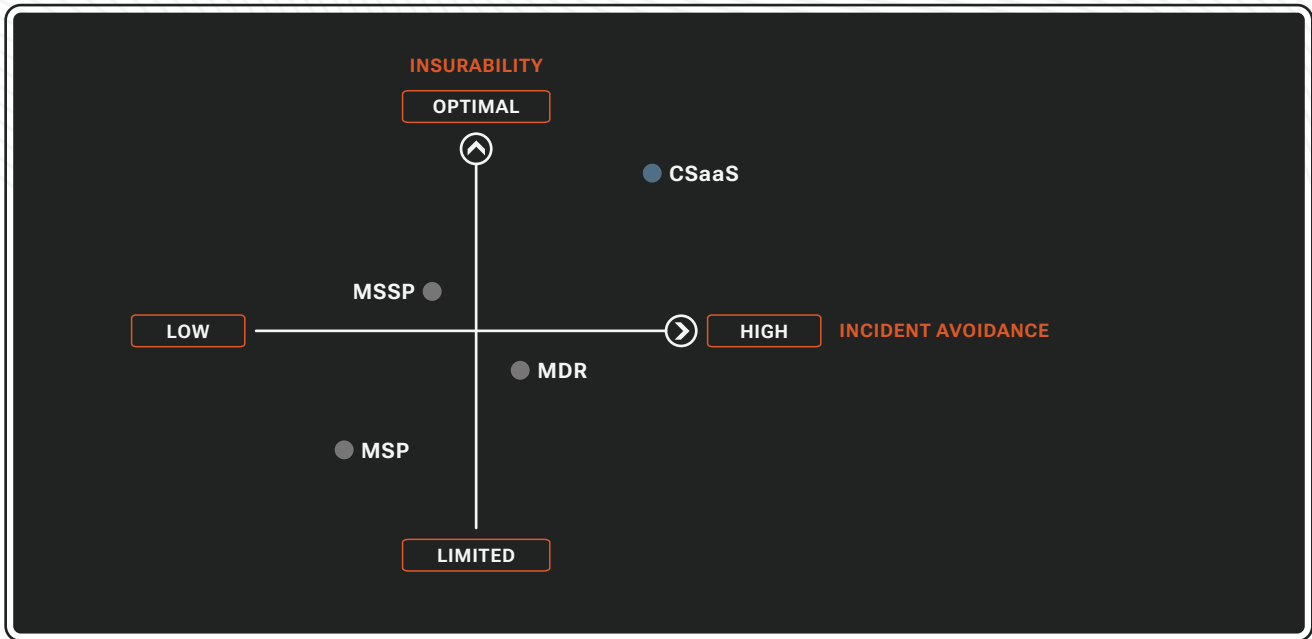 INSURABILITY
OPTIMAL
CSaaS
MSSP
LOW
HIGH
INCIDENT AVOIDANCE
MDR
MSP
LIMITED